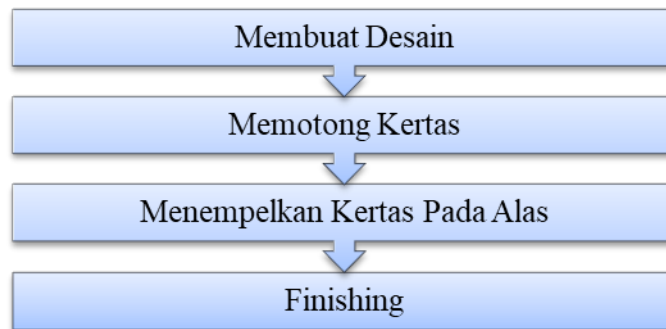 Membuat Desain
Memotong Kertas
Menempelkan Kertas Pada Alas
Finishing